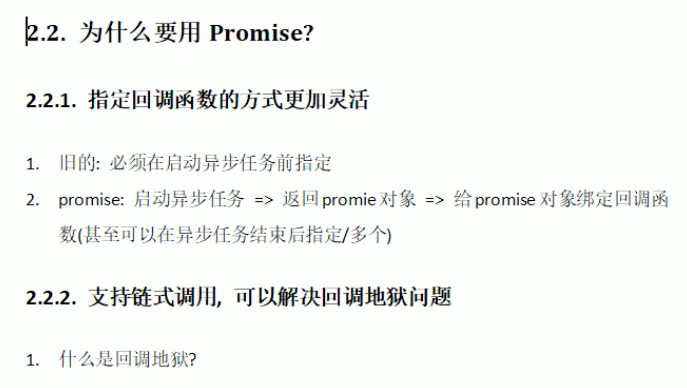 2.2. 为什么要用 Promise?
2.2.1. 指定回调函数的方式更加灵活
1. 旧的: 必须在启动异步任务前指定
2. promise: 启动异步任务 => 返回promie对象 => 给promise对象绑定回调函
数(甚至可以在异步任务结束后指定/多个)
2.2.2. 支持链式调用, 可以解决回调地狱问题
1. 什么是回调地狱?